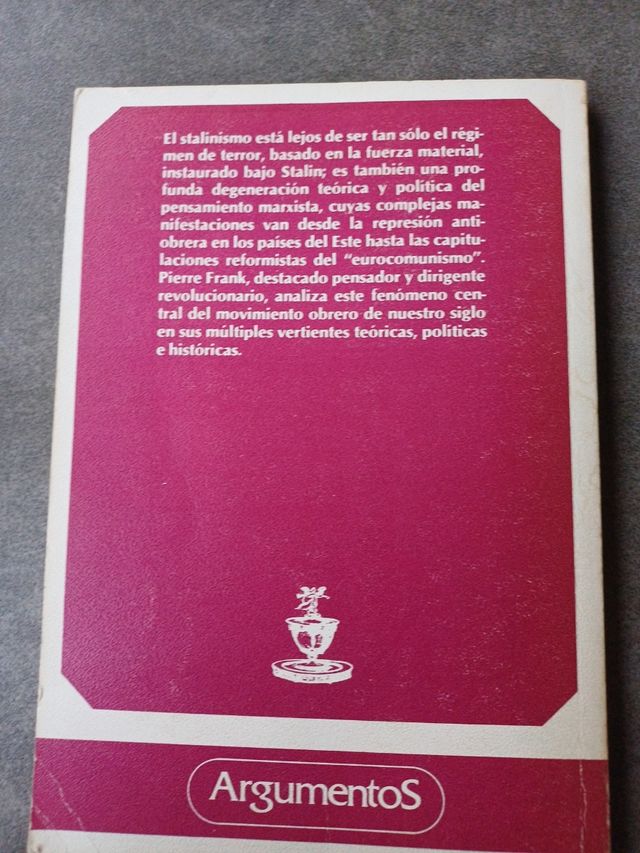 El stalinismo está lejos de ser tan sólo el régi-
men de terror, basado en la fuerza material,
instaurado bajo Stalin; es también una pro-
funda degeneración teórica y política del
pensamiento marxista, cuyas complejas ma-
nifestaciones van desde la represión anti-
obrera en los países del Este hasta las capitu-
laciones reformistas del “eurocomunismo”.
Pierre Frank, destacado pensador y dirigente
revolucionario, analiza este fenómeno cen-
tral del movimiento obrero de nuestro siglo
en sus múltiples vertientes teóricas, políticas
e históricas.
ArgumentoS